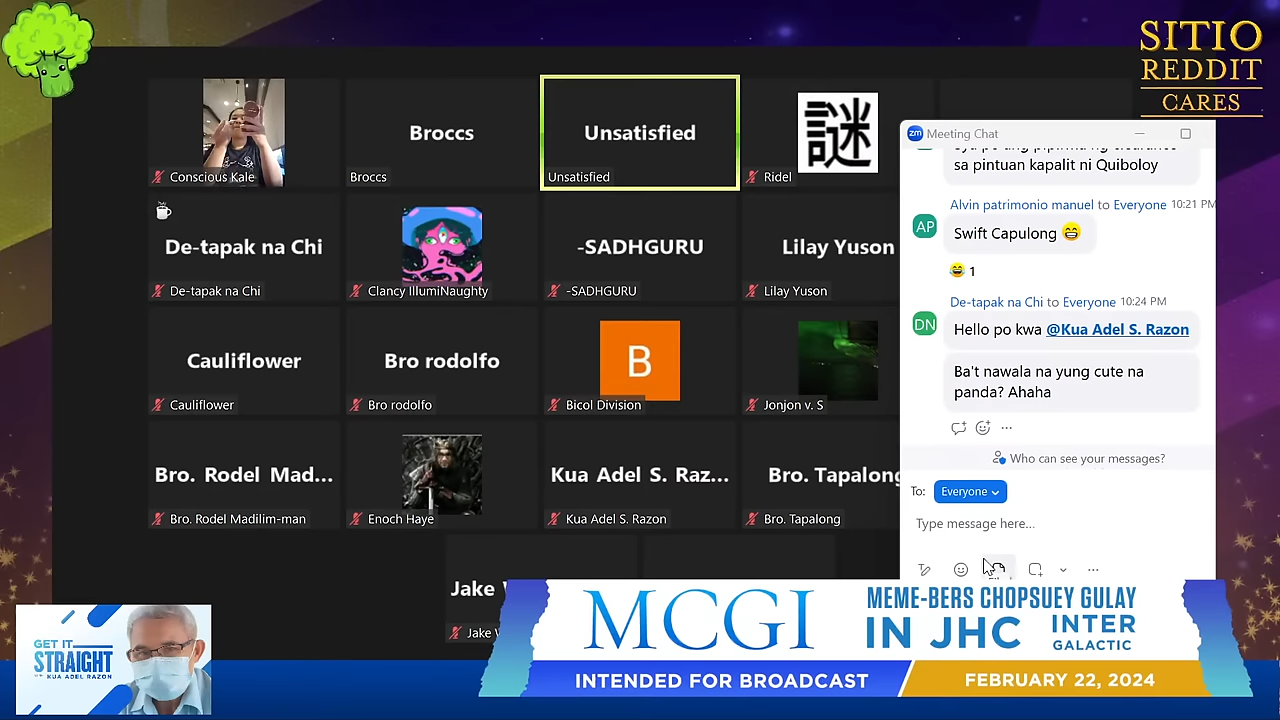 SITIO
REDDIT
CARES
Conscious Kale
Broccs
Broccs
Unsatisfied
Unsatisfied
謎
Ridel
De-tapak na Chi
De-tapak na Chi
Clancy IllumiNaughty
-SADHGURU
-SADHGURU
Lilay Yuson
Lilay Yuson
Cauliflower
Cauliflower
Bro rodolfo
Bro rodolfo
B
Bicol Division
Jonjon v. S
Bro. Rodel Mad...
Bro. Rodel Madilim-man
Enoch Haye
Kua Adel S. Raz...
Kua Adel S. Razon
Bro. Tapalong
Bro. Tapalong
Jake
Jake
zm Meeting Chat
sa pintuan kapalit ni Quiboloy
Alvin patrimonio manuel to Everyone 10:21 PM
AP
Swift Capulong 😄
😅 1
De-tapak na Chi to Everyone 10:24 PM
DN
Hello po kwa @Kua Adel S. Razon
Ba't nawala na yung cute na
panda? Ahaha
Who can see your messages?
To: Everyone
Type message here...
GET IT
STRAIGHT
KUA ADEL RAZON
MCGI
MEME-BERS CHOPSUEY GULAY
IN JHC INTER
GALACTIC
INTENDED FOR BROADCAST
FEBRUARY 22, 2024